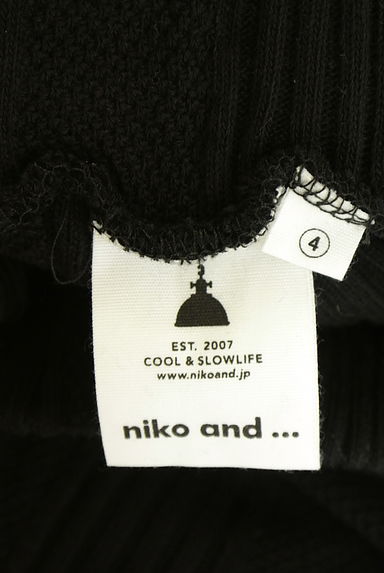 ④
EST. 2007
COOL & SLOWLIFE
www.nikoand.jp
niko and ...